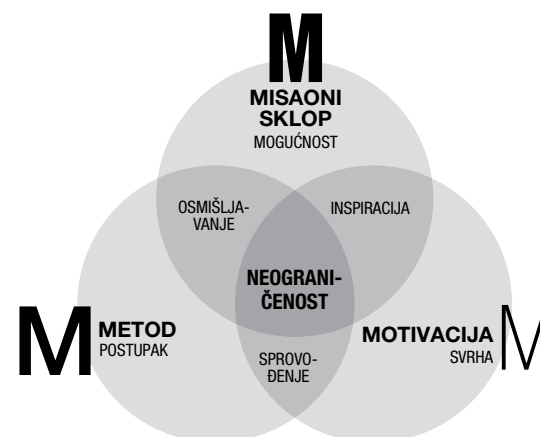 M
MISAONI
SKLOP
MOGUĆNOST
OSMIŠLJA-
VANJE
INSPIRACIJA
NEOGRANI-
ČENOST
M METOD
POSTUPAK
MOTIVACIJA M
SVRHA
SPROVO-
ĐENJE